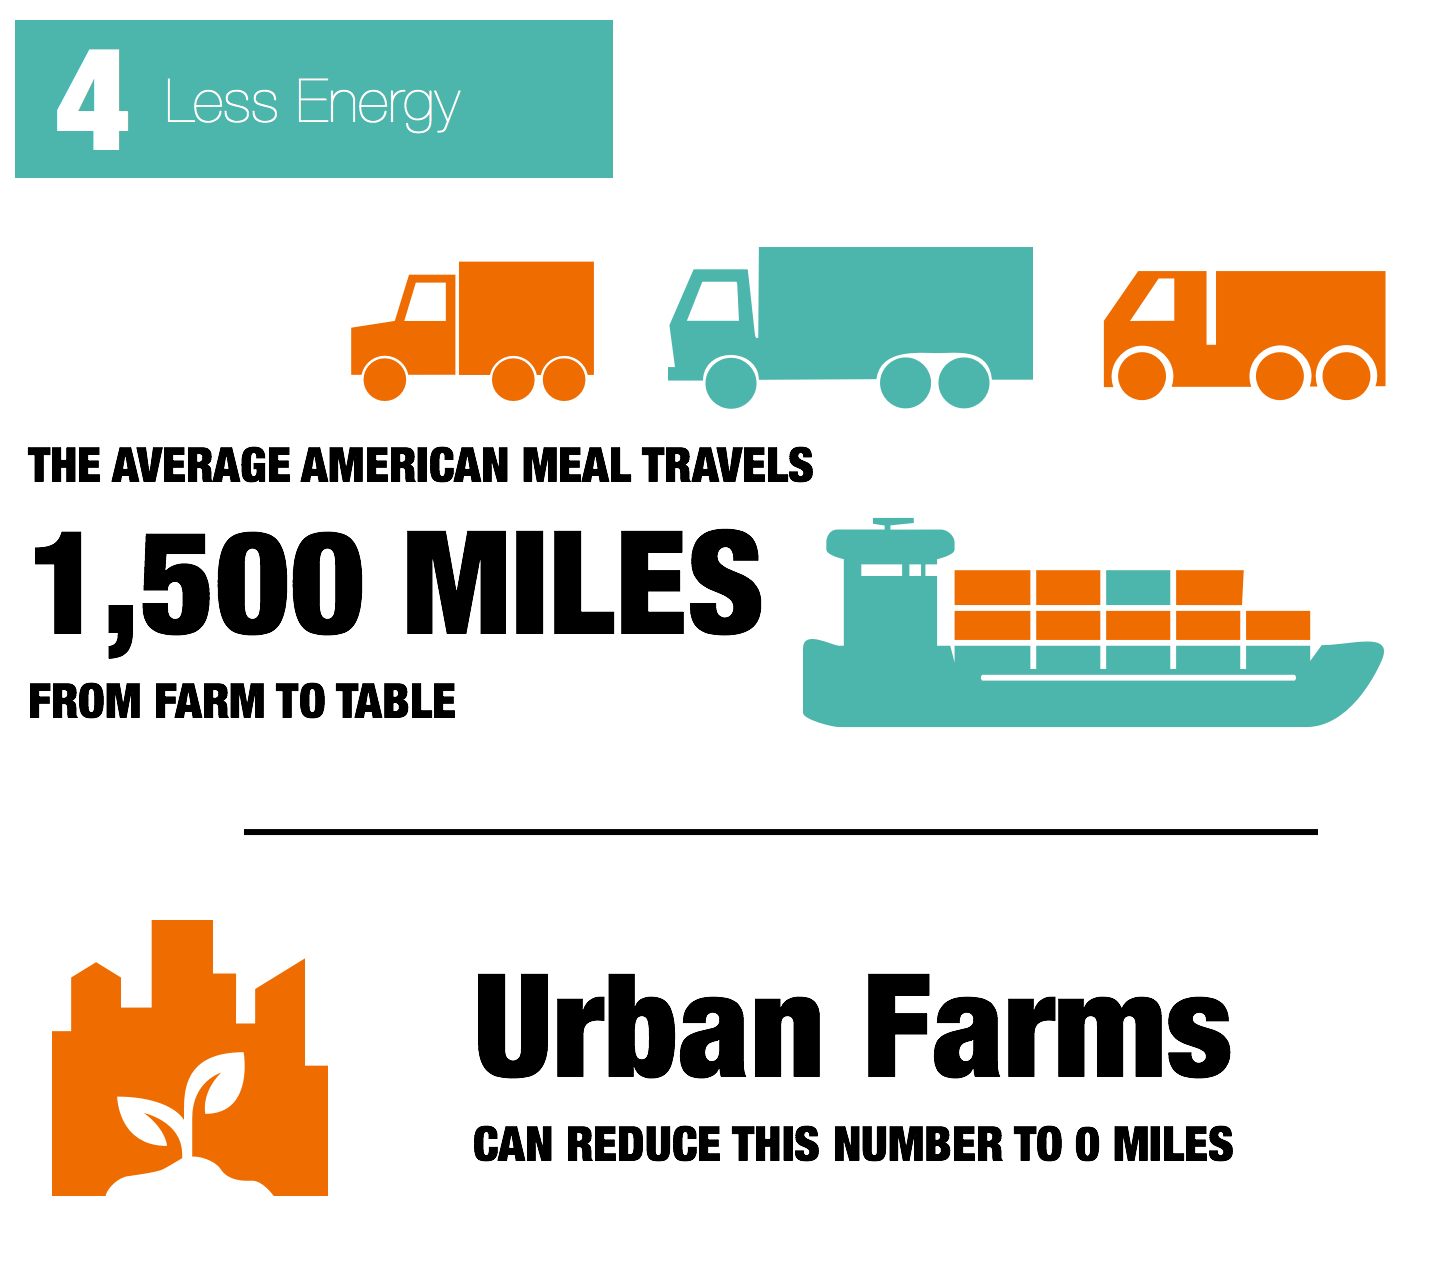 4 Less Energy
THE AVERAGE AMERICAN MEAL TRAVELS
1,500 MILES
FROM FARM TO TABLE
Urban Farms
CAN REDUCE THIS NUMBER TO 0 MILES